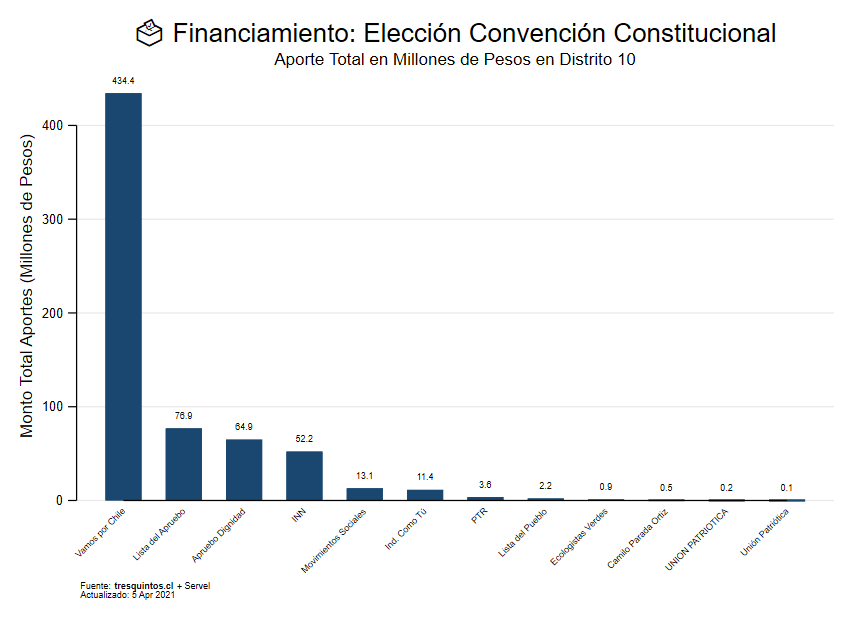 Financiamiento: Elección Convención Constitucional
Aporte Total en Millones de Pesos en Distrito 10
Monto Total Aportes (Millones de Pesos)
400
300
200
100
0
434.4
76.9
64.9
52.2
13.1
11.4
3.6
2.2
0.9
0.5
0.2
0.1
Vamos por Chile
Lista del Apruebo
Apruebo Dignidad
INN
Movimientos Sociales
Ind. Como Tú
PTR
Lista del Pueblo
Ecologistas Verdes
Camilo Parada Ortiz
UNION PATRIOTICA
Unión Patriótica
Fuente: tresquintos.cl + Servel
Actualizado: 5 Apr 2021